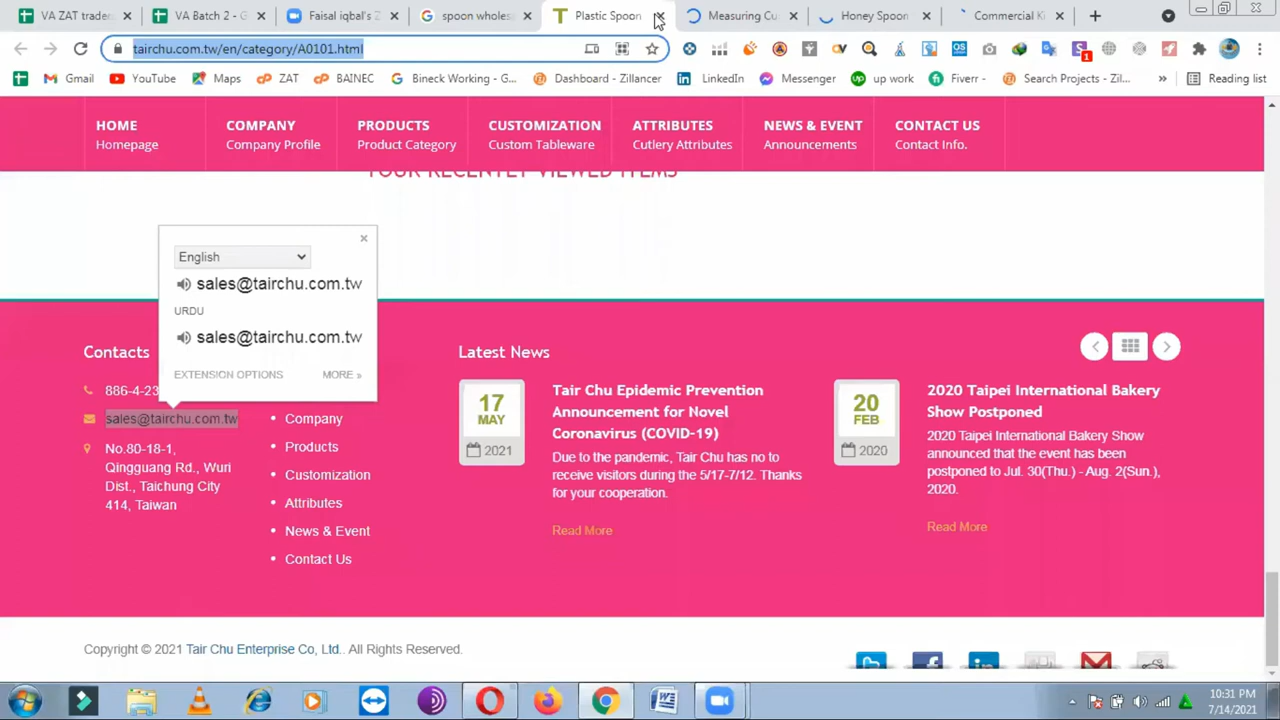 VA ZAT trader
VA Batch 2 - G
Faisal iqbal's Z
spoon wholes
Plastic Spoon
Measuring Cu
Honey Spoon
Commercial K
tairchu.com.tw/en/category/A0101.html
Gmail
YouTube
Maps
ZAT
BAINEC
Bineck Working - G...
Dashboard - Zillancer
LinkedIn
Messenger
up work
Fiverr -
Search Projects - Zil...
»
Reading list
HOME
Homepage
COMPANY
Company Profile
PRODUCTS
Product Category
CUSTOMIZATION
Custom Tableware
ATTRIBUTES
Cutlery Attributes
NEWS & EVENT
Announcements
CONTACT US
Contact Info.
YOUR RECENTLY VIEWED ITEMS
English
sales@tairchu.com.tw
URDU
sales@tairchu.com.tw
EXTENSION OPTIONS
MORE »
Contacts
886-4-23
sales@tairchu.com.tw
No.80-18-1,
Qingguang Rd., Wuri
Dist., Taichung City
414, Taiwan
Company
Products
Customization
Attributes
News & Event
Contact Us
Latest News
17
MAY
2021
Tair Chu Epidemic Prevention
Announcement for Novel
Coronavirus (COVID-19)
Due to the pandemic, Tair Chu has no to
receive visitors during the 5/17-7/12. Thanks
for your cooperation.
Read More
20
FEB
2020
2020 Taipei International Bakery
Show Postponed
2020 Taipei International Bakery Show
announced that the event has been
postponed to Jul. 30(Thu.) - Aug. 2(Sun.),
2020.
Read More
Copyright © 2021 Tair Chu Enterprise Co, Ltd.. All Rights Reserved.
10:31 PM
7/14/2021